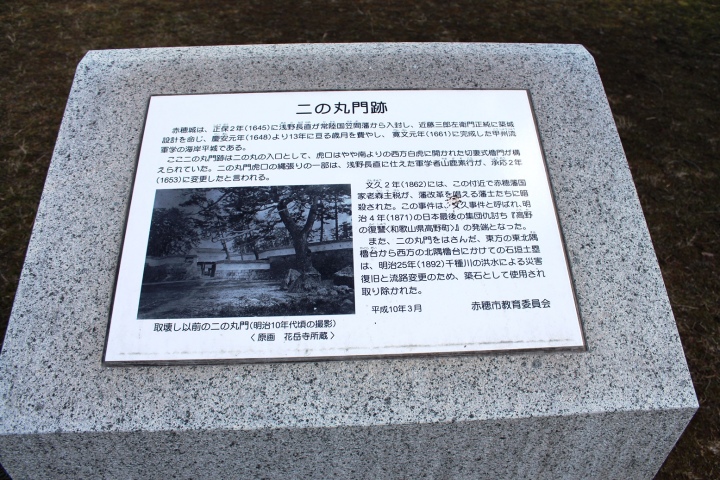 二の丸門跡
赤穂城は、正保2年(1645)に浅野長直が常陸国笠間藩から入封し、近藤三郎左衛門正純に築城
設計を命じ、慶安元年(1648)より13年に亘る歳月を費やし、寛文元年(1661)に完成した甲州流
軍学の海岸平城である。
ここ二の丸門跡は二の丸の入口として、虎口はやや南よりの西方白虎に開かれた切妻式櫓門が構
えられていた。二の丸門虎口の縄張りの一部は、浅野長直に仕えた軍学者山鹿素行が、承応2年
(1653)に変更したと言われる。
文久2年(1862)には、この付近で赤穂藩国
家老森主税が、藩改革を唱える藩士たちに暗
殺された。この事件は、文久事件と呼ばれ、明
治4年(1871)の日本最後の集団仇討ち『高野
の復讐〈和歌山県高野町〉』の発端となった。
また、二の丸門をはさんだ、東方の東北隅
櫓台から西方の北隅櫓台にかけての石垣土塁
は、明治25年(1892)千種川の洪水による災害
復旧と流路変更のため、築石として使用され
取り除かれた。
平成10年3月 赤穂市教育委員会
取壊し以前の二の丸門(明治10年代頃の撮影)
〈原画 花岳寺所蔵〉